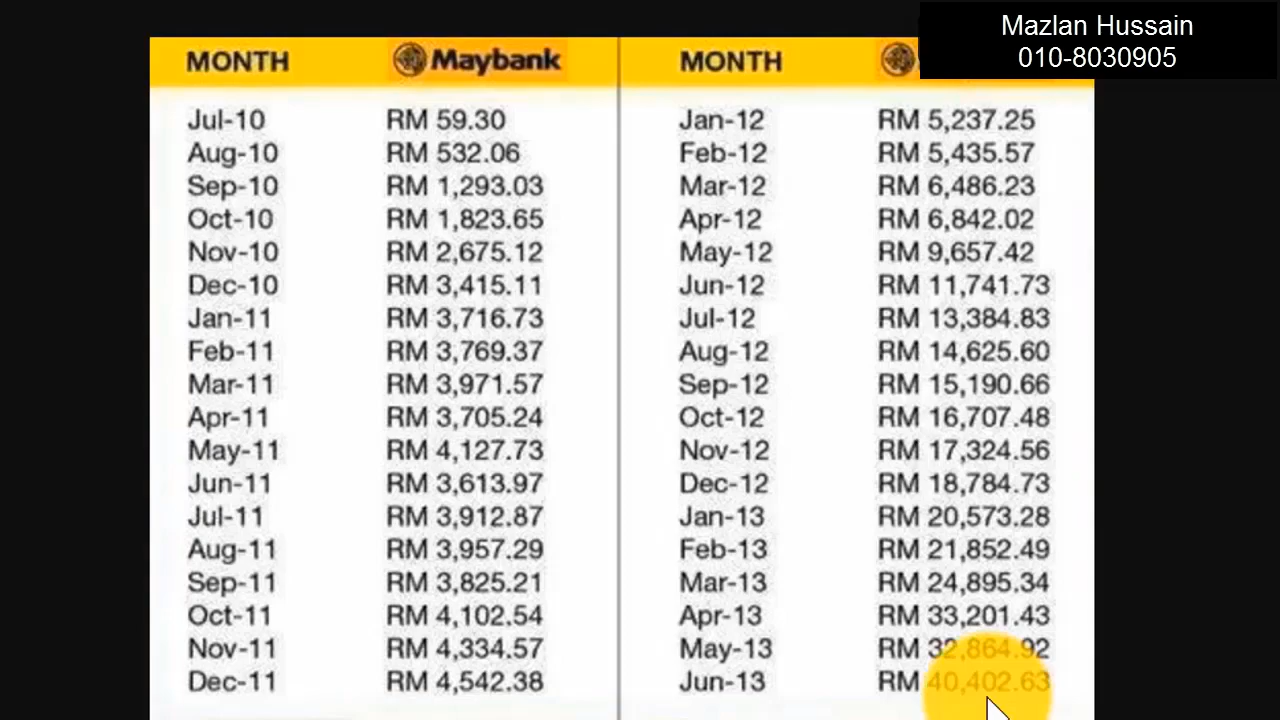 Mazlan Hussain
010-8030905
MONTH Maybank
Jul-10 RM 59.30
Aug-10 RM 532.06
Sep-10 RM 1,293.03
Oct-10 RM 1,823.65
Nov-10 RM 2,675.12
Dec-10 RM 3,415.11
Jan-11 RM 3,716.73
Feb-11 RM 3,769.37
Mar-11 RM 3,971.57
Apr-11 RM 3,705.24
May-11 RM 4,127.73
Jun-11 RM 3,613.97
Jul-11 RM 3,912.87
Aug-11 RM 3,957.29
Sep-11 RM 3,825.21
Oct-11 RM 4,102.54
Nov-11 RM 4,334.57
Dec-11 RM 4,542.38
MONTH
Jan-12 RM 5,237.25
Feb-12 RM 5,435.57
Mar-12 RM 6,486.23
Apr-12 RM 6,842.02
May-12 RM 9,657.42
Jun-12 RM 11,741.73
Jul-12 RM 13,384.83
Aug-12 RM 14,625.60
Sep-12 RM 15,190.66
Oct-12 RM 16,707.48
Nov-12 RM 17,324.56
Dec-12 RM 18,784.73
Jan-13 RM 20,573.28
Feb-13 RM 21,852.49
Mar-13 RM 24,895.34
Apr-13 RM 33,201.43
May-13 RM 32,864.92
Jun-13 RM 40,402.63